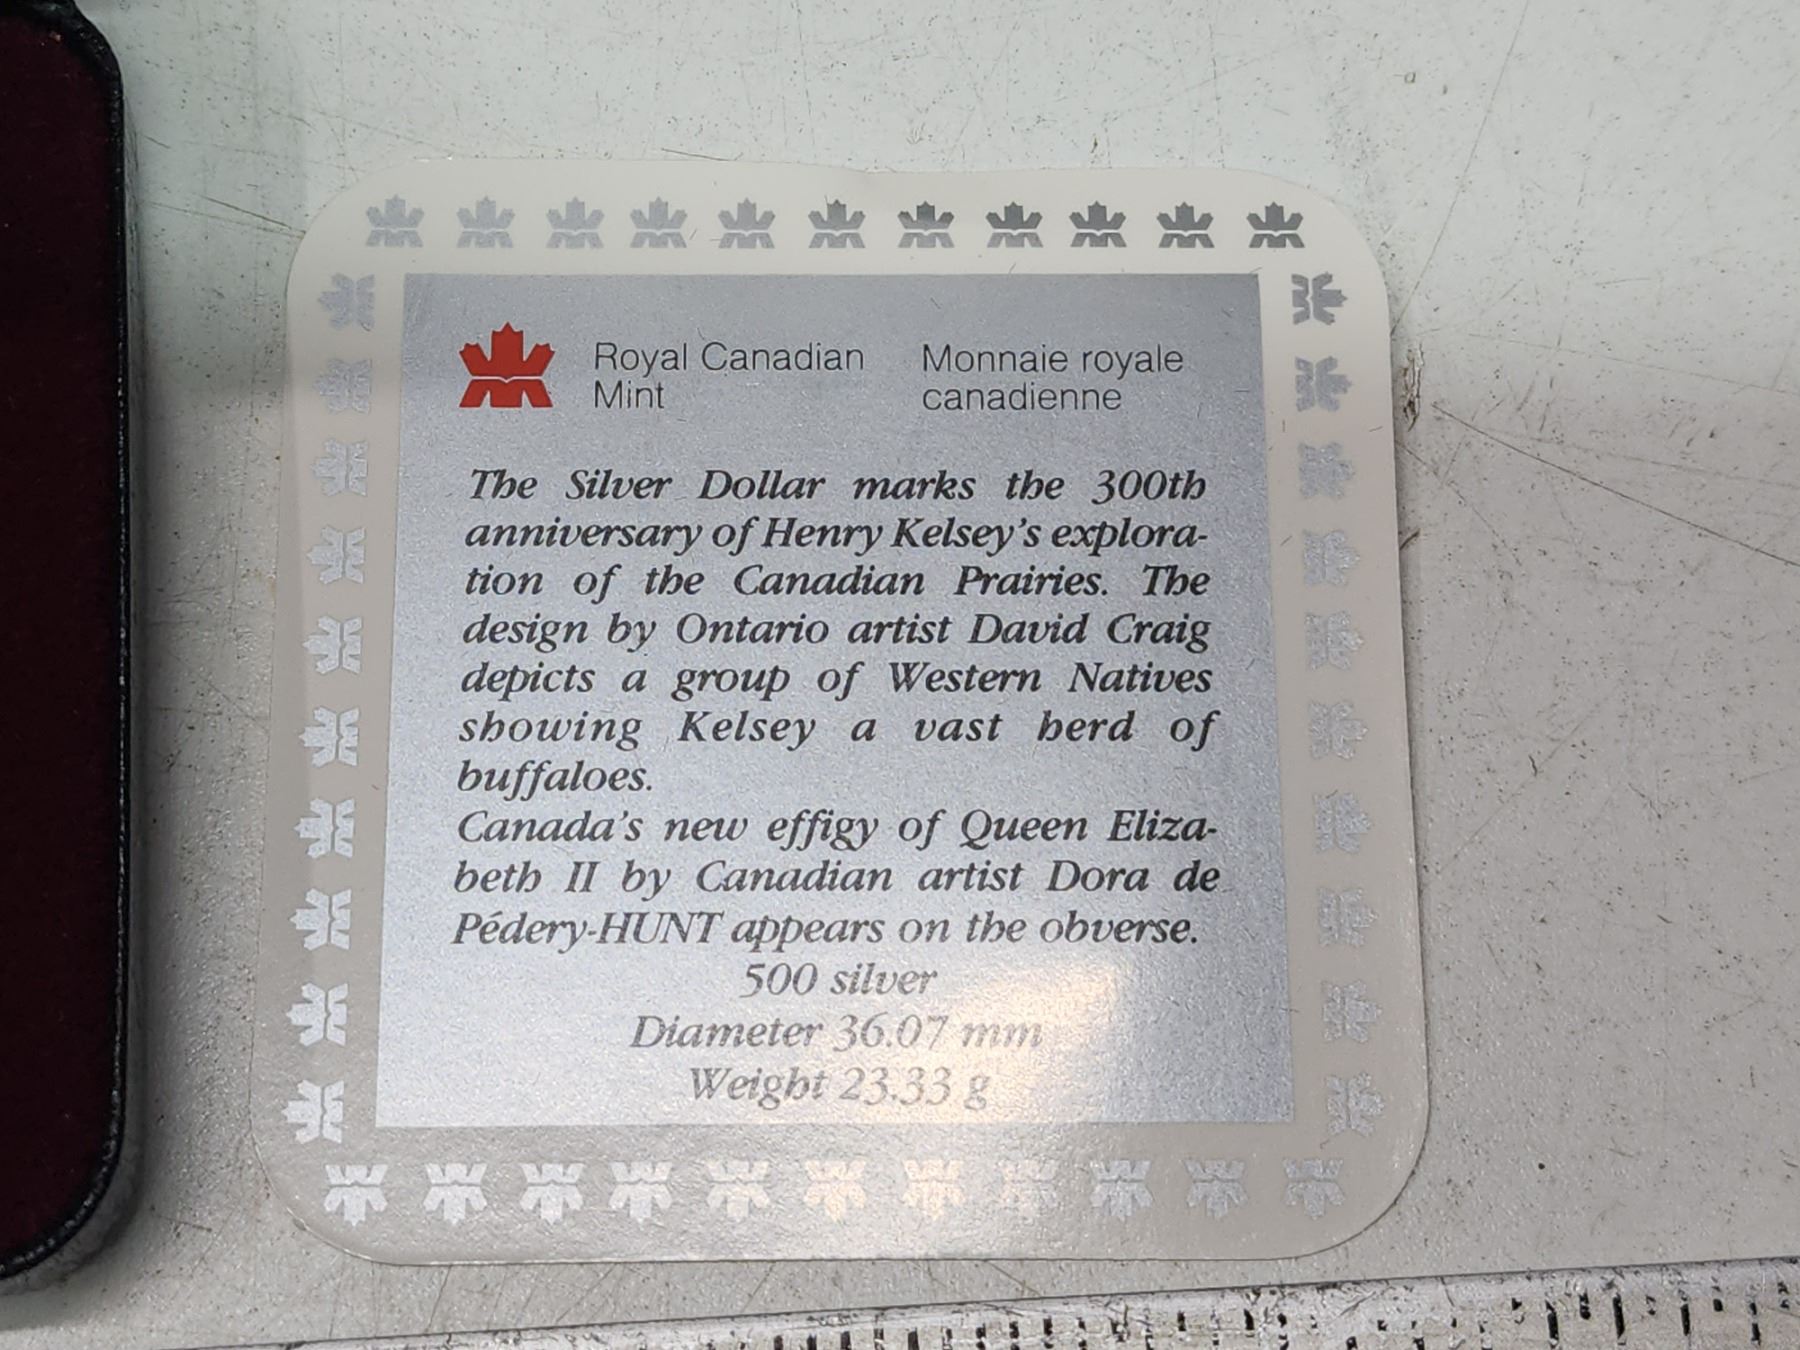 Royal Canadian
Mint
Monnaie royale
canadienne
The Silver Dollar marks the 300th
anniversary of Henry Kelsey's explora-
tion of the Canadian Prairies. The
design by Ontario artist David Craig
depicts a group of Western Natives
showing Kelsey a vast herd of
buffaloes.
Canada's new effigy of Queen Eliza-
beth II by Canadian artist Dora de
Pédery-HUNT appears on the obverse.
500 silver
Diameter 36.07 mm
Weight 23.33 g